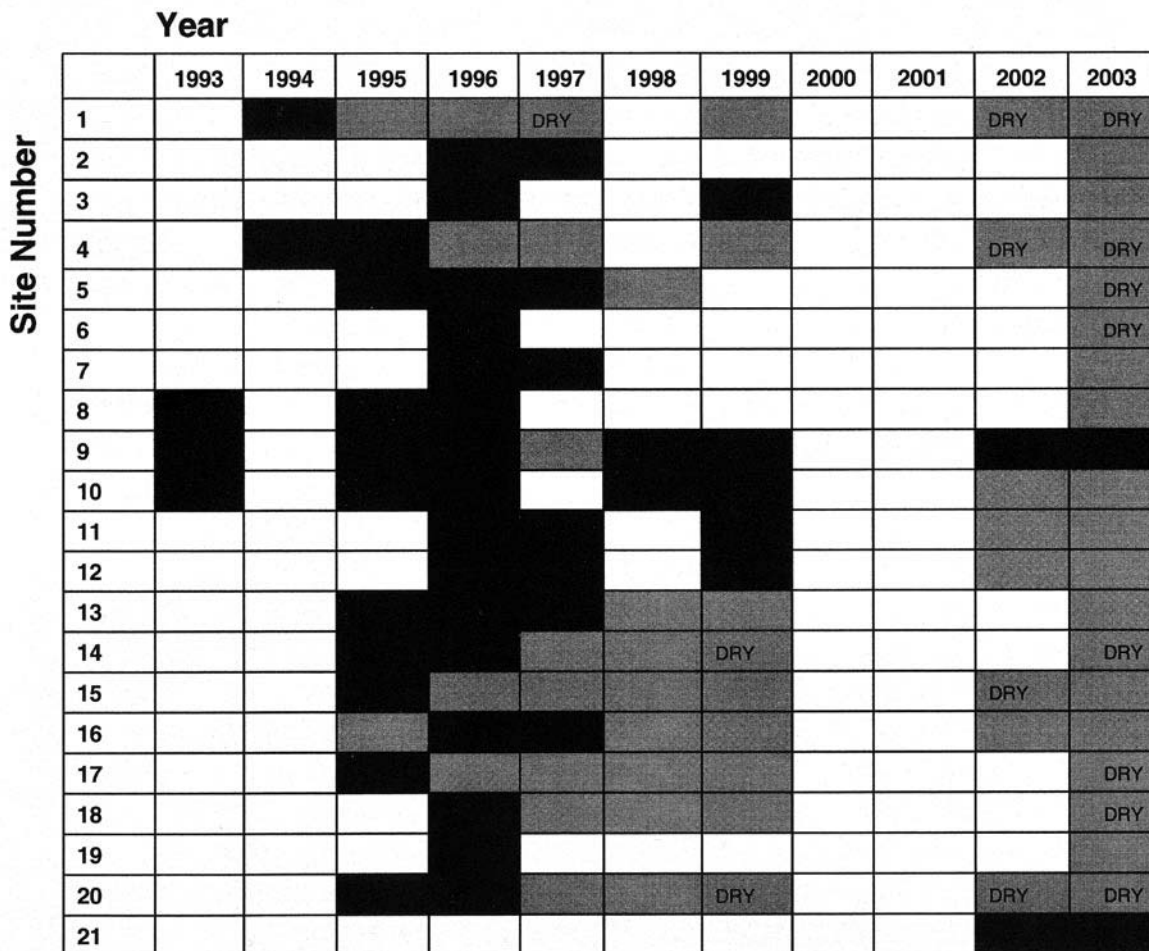 Year
1993 1994 1995 1996 1997 1998 1999 2000 2001 2002 2003
Site Number
1 DRY DRY DRY
2
3
4 DRY DRY
5 DRY
6 DRY
7
8
9
10
11
12
13
14 DRY DRY
15 DRY
16
17 DRY
18 DRY
19
20 DRY DRY DRY
21